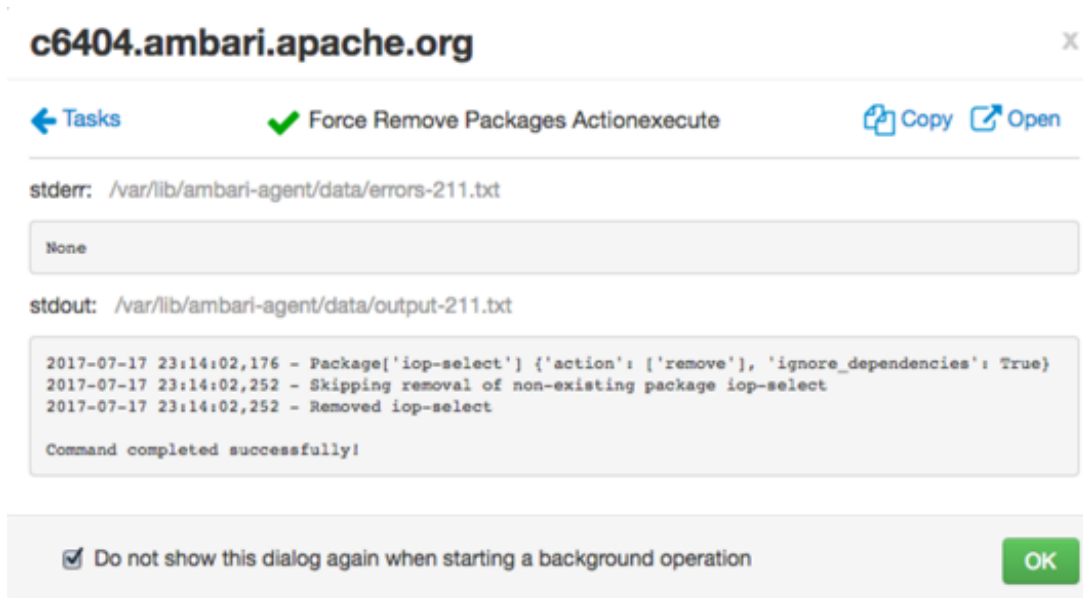 c6404.ambari.apache.org
x
Tasks
Force Remove Packages Actionexecute
Copy
Open
stderr: /var/lib/ambari-agent/data/errors-211.txt
None
stdout: /var/lib/ambari-agent/data/output-211.txt
2017-07-17 23:14:02,176 - Package['iop-select'] {'action': ['remove'], 'ignore_dependencies': True}
2017-07-17 23:14:02,252 - Skipping removal of non-existing package iop-select
2017-07-17 23:14:02,252 - Removed iop-select
Command completed successfully!
Do not show this dialog again when starting a background operation
OK